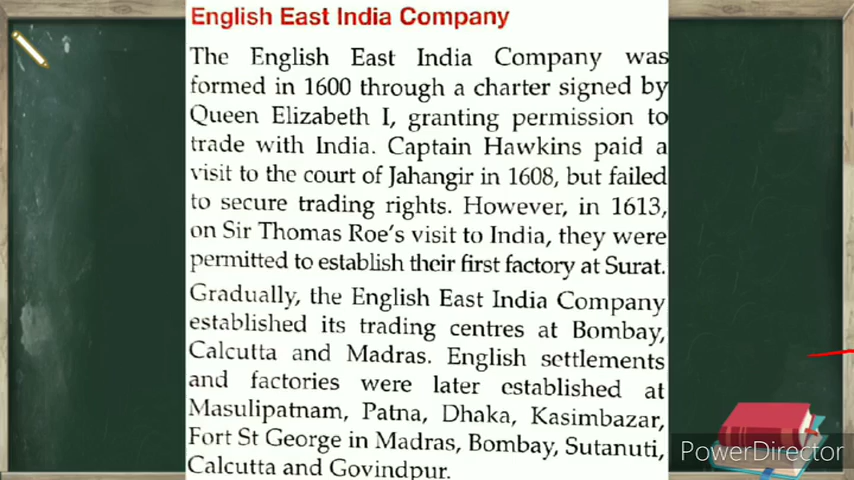 English East India Company
The English East India Company was
formed in 1600 through a charter signed by
Queen Elizabeth I, granting permission to
trade with India. Captain Hawkins paid a
visit to the court of Jahangir in 1608, but failed
to secure trading rights. However, in 1613,
on Sir Thomas Roe's visit to India, they were
permitted to establish their first factory at Surat.
Gradually, the English East India Company
established its trading centres at Bombay,
Calcutta and Madras. English settlements
and factories were later established at
Masulipatnam, Patna, Dhaka, Kasimbazar,
Fort St George in Madras, Bombay, Sutanuti,
Calcutta and Govindpur.
PowerDirector